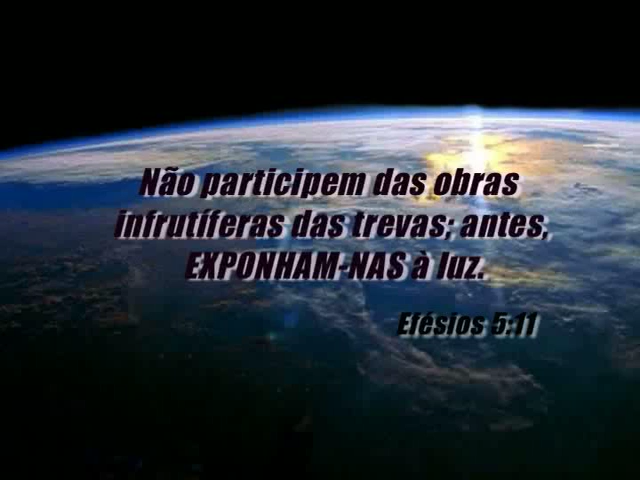 Não participem das obras
infrutíferas das trevas; antes,
EXPONHAM-NAS à luz.
Efésios 5:11